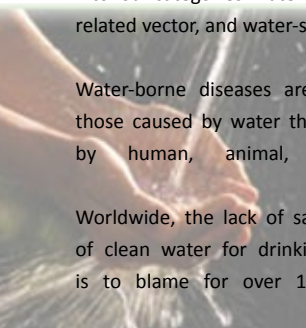 related vector, and water-s
Water-borne diseases are
those caused by water th
by human, animal,
Worldwide, the lack of sa
of clean water for drinki
is to blame for over 1